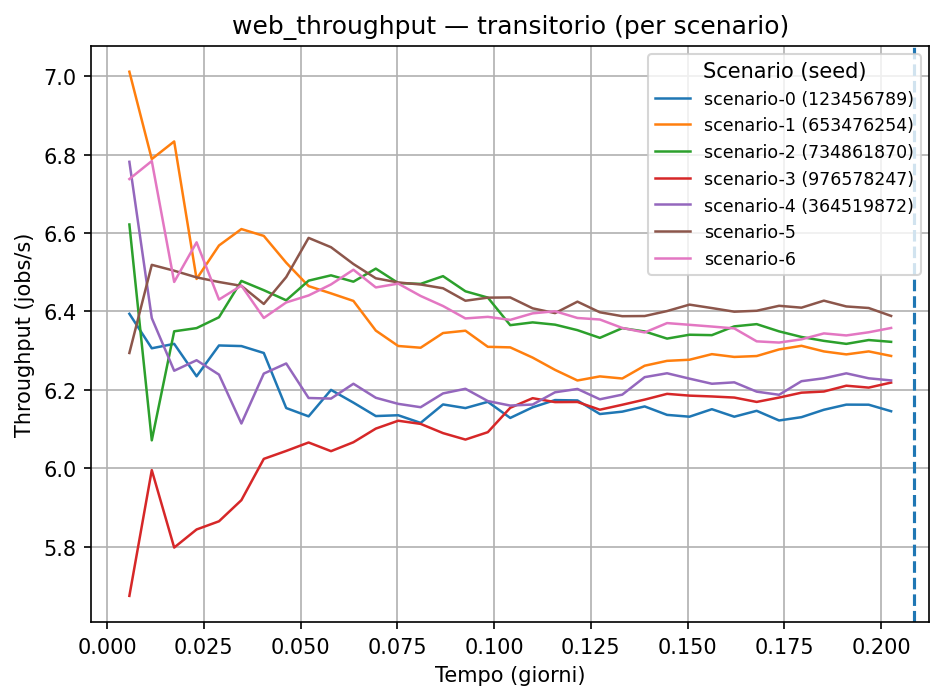 web_throughput — transitorio (per scenario)
Throughput (jobs/s)
7.0
6.8
6.6
6.4
6.2
6.0
5.8
Scenario (seed)
scenario-0 (123456789)
scenario-1 (653476254)
scenario-2 (734861870)
scenario-3 (976578247)
scenario-4 (364519872)
scenario-5
scenario-6
0.000 0.025 0.050 0.075 0.100 0.125 0.150 0.175 0.200
Tempo (giorni)